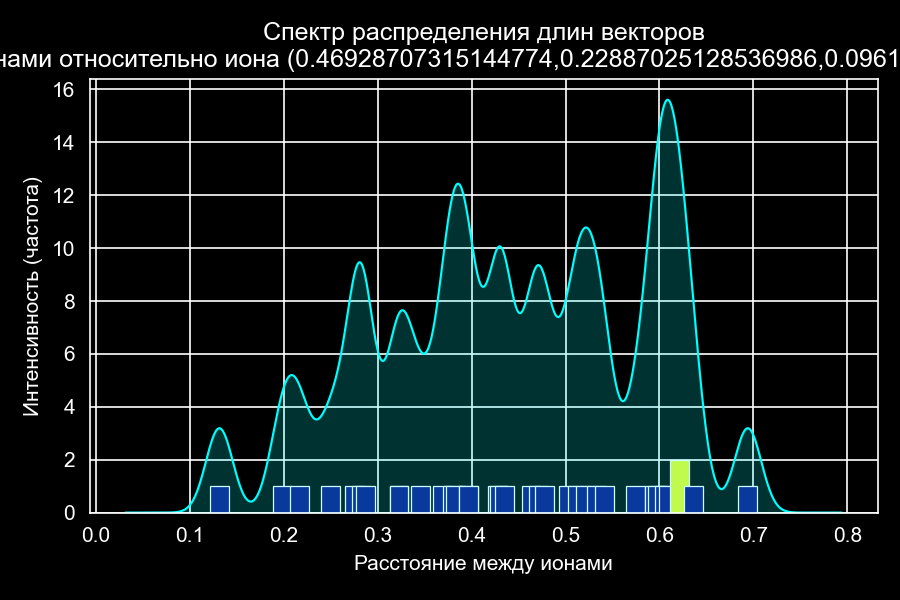 Спектр распределения длин векторов
нами относительно иона (0.46928707315144774,0.22887025128536986,0.0961
16
14
12
10
8
6
4
2
0
Интенсивность (частота)
0.0 0.1 0.2 0.3 0.4 0.5 0.6 0.7 0.8
Расстояние между ионами